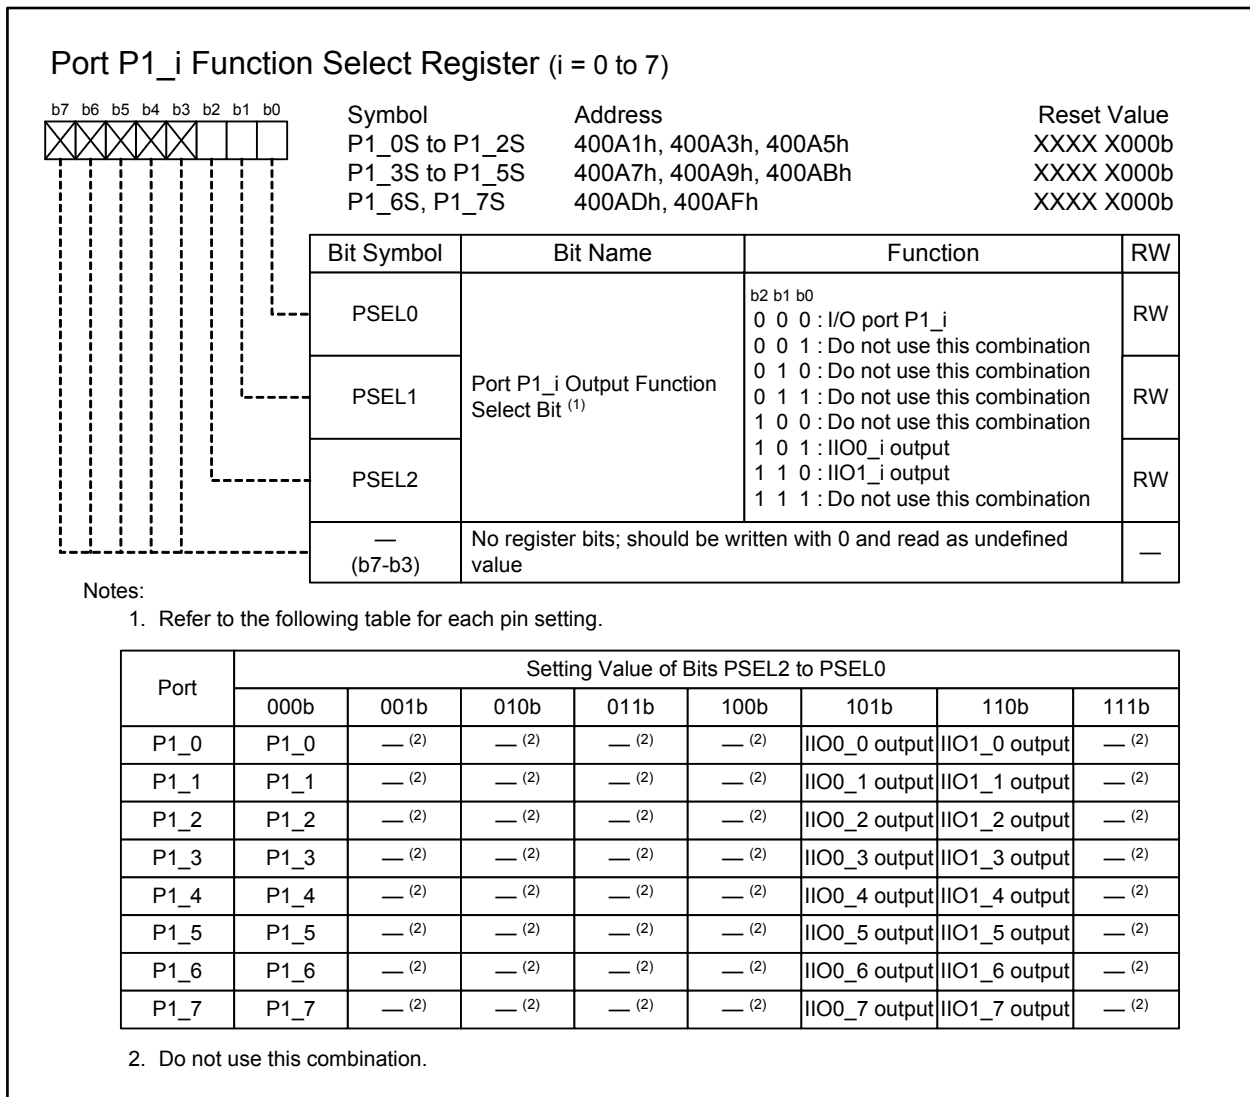 Port P1_i Function Select Register (i = 0 to 7)
b7 b6 b5 b4 b3 b2 b1 b0
Symbol Address Reset Value
P1_0S to P1_2S 400A1h, 400A3h, 400A5h XXXX X000b
P1_3S to P1_5S 400A7h, 400A9h, 400ABh XXXX X000b
P1_6S, P1_7S 400ADh, 400AFh XXXX X000b
Bit Symbol Bit Name Function RW
PSEL0 RW
PSEL1 RW
PSEL2 RW
Port P1_i Output Function
Select Bit (1)
b2 b1 b0
0 0 0 : I/O port P1_i
0 0 1 : Do not use this combination
0 1 0 : Do not use this combination
0 1 1 : Do not use this combination
1 0 0 : Do not use this combination
1 0 1 : IIO0_i output
1 1 0 : IIO1_i output
1 1 1 : Do not use this combination
—
(b7-b3)
No register bits; should be written with 0 and read as undefined
value
—
Notes:
1. Refer to the following table for each pin setting.
Port Setting Value of Bits PSEL2 to PSEL0
000b 001b 010b 011b 100b 101b 110b 111b
P1_0 P1_0 — (2) — (2) — (2) — (2) IIO0_0 output IIO1_0 output — (2)
P1_1 P1_1 — (2) — (2) — (2) — (2) IIO0_1 output IIO1_1 output — (2)
P1_2 P1_2 — (2) — (2) — (2) — (2) IIO0_2 output IIO1_2 output — (2)
P1_3 P1_3 — (2) — (2) — (2) — (2) IIO0_3 output IIO1_3 output — (2)
P1_4 P1_4 — (2) — (2) — (2) — (2) IIO0_4 output IIO1_4 output — (2)
P1_5 P1_5 — (2) — (2) — (2) — (2) IIO0_5 output IIO1_5 output — (2)
P1_6 P1_6 — (2) — (2) — (2) — (2) IIO0_6 output IIO1_6 output — (2)
P1_7 P1_7 — (2) — (2) — (2) — (2) IIO0_7 output IIO1_7 output — (2)
2. Do not use this combination.